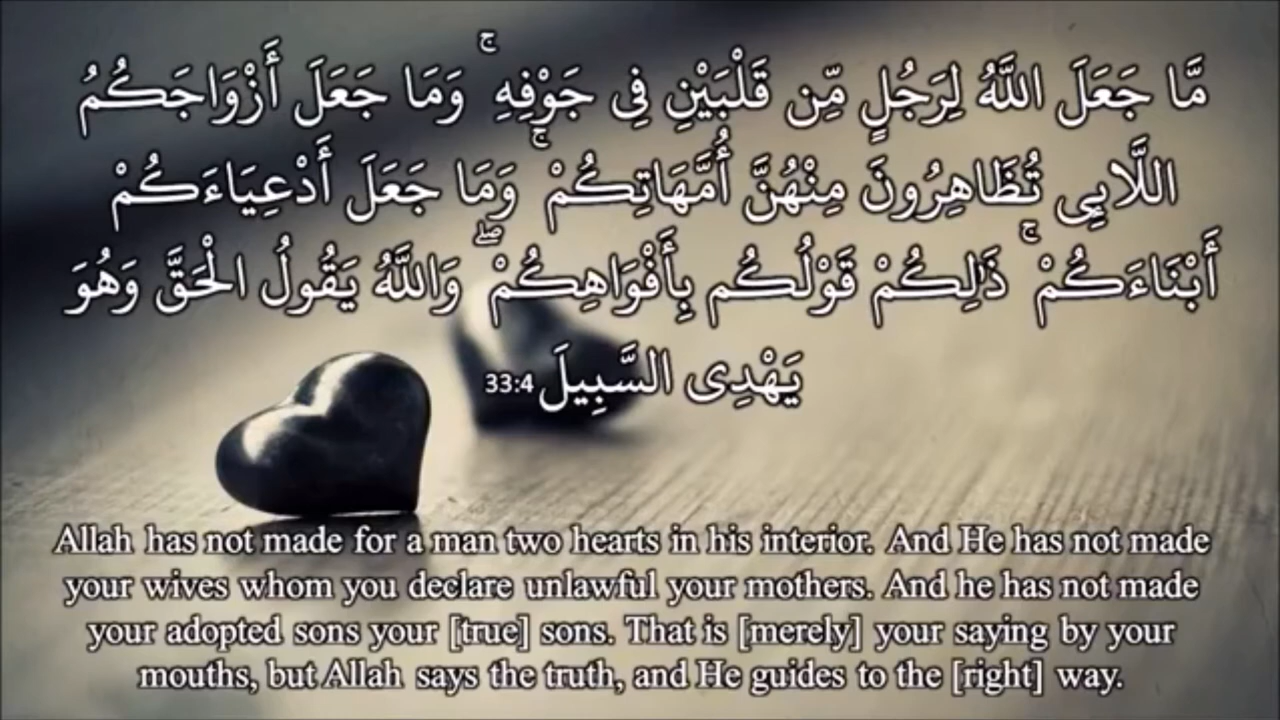 مَّا جَعَلَ اللَّهُ لِرَجُلٍ مِّن قَلْبَيْنِ فِى جَوْفِهِ ۚ وَمَا جَعَلَ أَزْوَاجَكُمُ
اللَّايِٕى تُظَاهِرُونَ مِنْهُنَّ أُمَّهَاتِكُمْ ۚ وَمَا جَعَلَ أَدْعِيَاءَكُمْ
أَبْنَاءَكُمْ ۚ ذَٰلِكُمْ قَوْلُكُم بِأَفْوَاهِكُمْ ۖ وَاللَّهُ يَقُولُ الْحَقَّ وَهُوَ
يَهْدِى السَّبِيلَ 33:4
Allah has not made for a man two hearts in his interior. And He has not made
your wives whom you declare unlawful your mothers. And he has not made
your adopted sons your [true] sons. That is [merely] your saying by your
mouths, but Allah says the truth, and He guides to the [right] way.